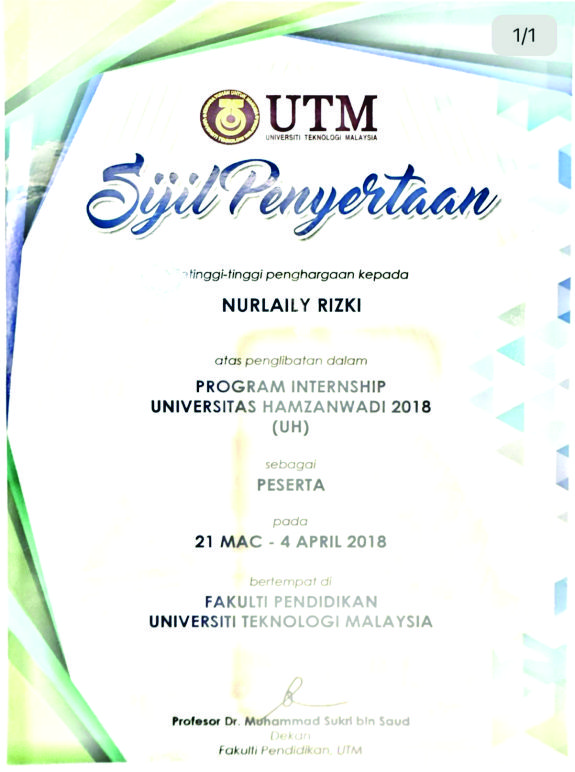 1/1
UTM
UNIVERSITI TEKNOLOGI MALAYSIA
Sijil Penyertaan
etinggi-tinggi penghargaan kepada
NURLAILY RIZKI
atas penglibatan dalam
PROGRAM INTERNSHIP
UNIVERSITAS HAMZANWADI 2018
(UH)
sebagai
PESERTA
pada
21 MAC - 4 APRIL 2018
bertempat di
FAKULTI PENDIDIKAN
UNIVERSITI TEKNOLOGI MALAYSIA
Profesor Dr. Muhammad Sukri bin Saud
Dekan
Fakulti Pendidikan, UTM